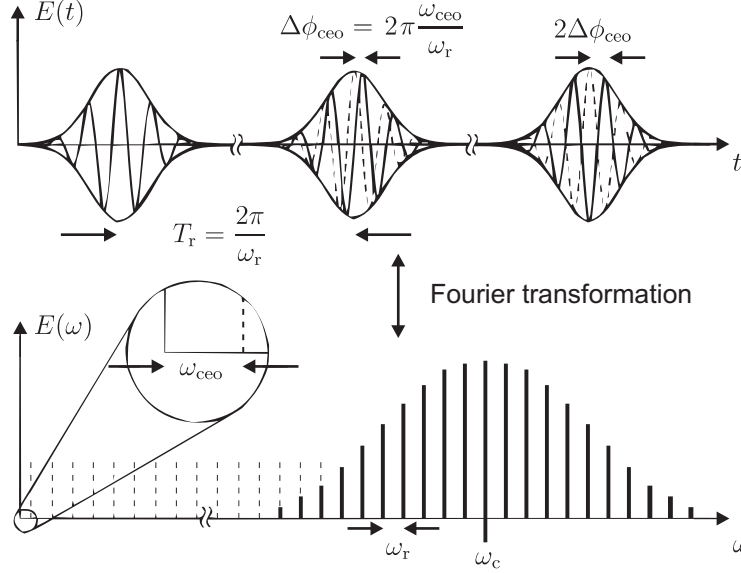 E(t)
Δϕ_ceo = 2π ω_ceo/ω_r
2Δϕ_ceo
t
T_r = 2π/ω_r
Fourier transformation
E(ω)
ω_ceo
ω_r
ω_c
ω